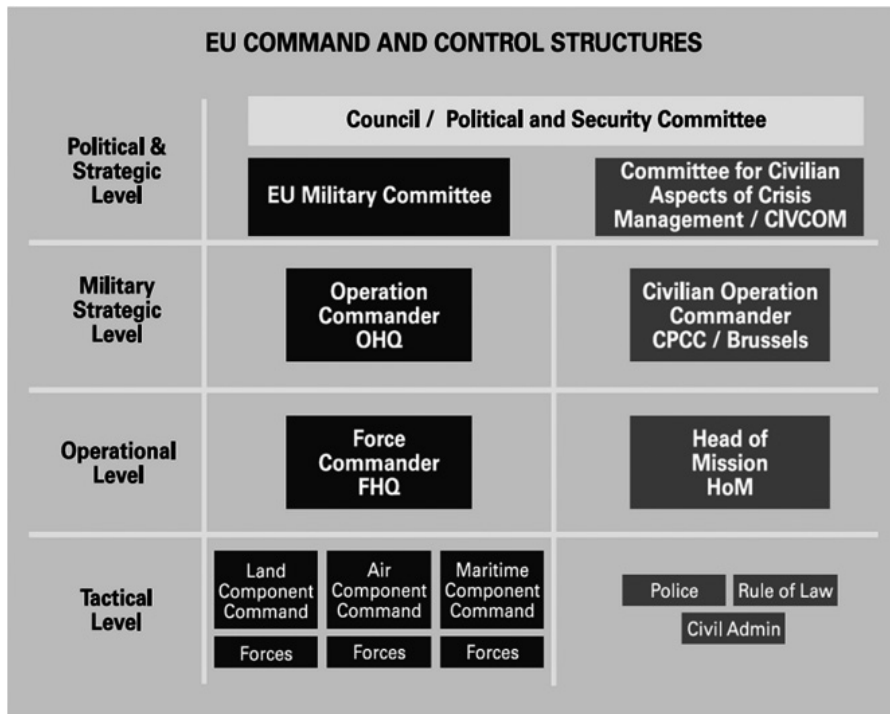 EU COMMAND AND CONTROL STRUCTURES
Political &
Strategic
Level
Council / Political and Security Committee
EU Military Committee
Committee for Civilian
Aspects of Crisis
Management / CIVCOM
Military
Strategic
Level
Operation
Commander
OHQ
Civilian Operation
Commander
CPCC / Brussels
Operational
Level
Force
Commander
FHQ
Head of
Mission
HoM
Tactical
Level
Land
Component
Command
Air
Component
Command
Maritime
Component
Command
Forces
Forces
Forces
Police
Rule of Law
Civil Admin